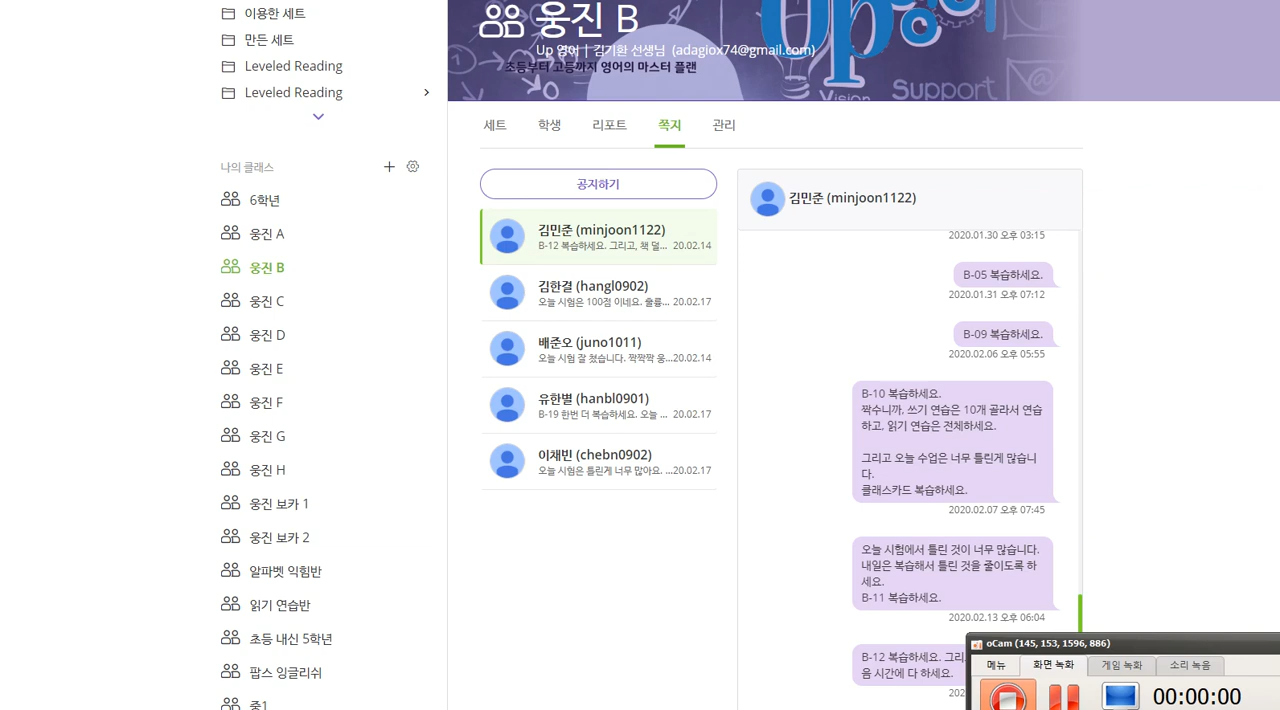 이용한 세트
만든 세트
Leveled Reading
Leveled Reading
나의 클래스
6학년
웅진 A
웅진 B
웅진 C
웅진 D
웅진 E
웅진 F
웅진 G
웅진 H
웅진 보카 1
웅진 보카 2
알파벳 익힘반
읽기 연습반
초등 내신 5학년
팝스 잉글리쉬
중1
웅진 B
Up 영어 | 김기환 선생님 (adagiox74@gmail.com)
초등부터 고등까지 영어의 마스터 플랜
up영어
Vision
Support
세트 학생 리포트 쪽지 관리
공지하기
김민준 (minjoon1122)
B-12 복습하세요. 그리고, 책 덜... 20.02.14
김한결 (hangl0902)
오늘 시험은 100점 이네요. 훌륭... 20.02.17
배준오 (juno1011)
오늘 시험 잘 쳤습니다. 짝짝짝 웅...20.02.14
유한별 (hanbl0901)
B-19 한번 더 복습하세요. 오늘 ... 20.02.17
이채빈 (chebn0902)
오늘 시험은 틀린게 너무 많아요. ...20.02.17
김민준 (minjoon1122)
2020.01.30 오후 03:15
B-05 복습하세요.
2020.01.31 오후 07:12
B-09 복습하세요.
2020.02.06 오후 05:55
B-10 복습하세요.
짝수니까, 쓰기 연습은 10개 골라서 연습
하고, 읽기 연습은 전체하세요.
그리고 오늘 수업은 너무 틀린게 많습니
다.
클래스카드 복습하세요.
2020.02.07 오후 07:45
오늘 시험에서 틀린 것이 너무 많습니다.
내일은 복습해서 틀린 것을 줄이도록 하
세요.
B-11 복습하세요.
2020.02.13 오후 06:04
B-12 복습하세요. 그리
음 시간에 다 하세요.
202
oCam (145, 153, 1596, 886)
메뉴 화면 녹화 게임 녹화 소리 녹음
00:00:00